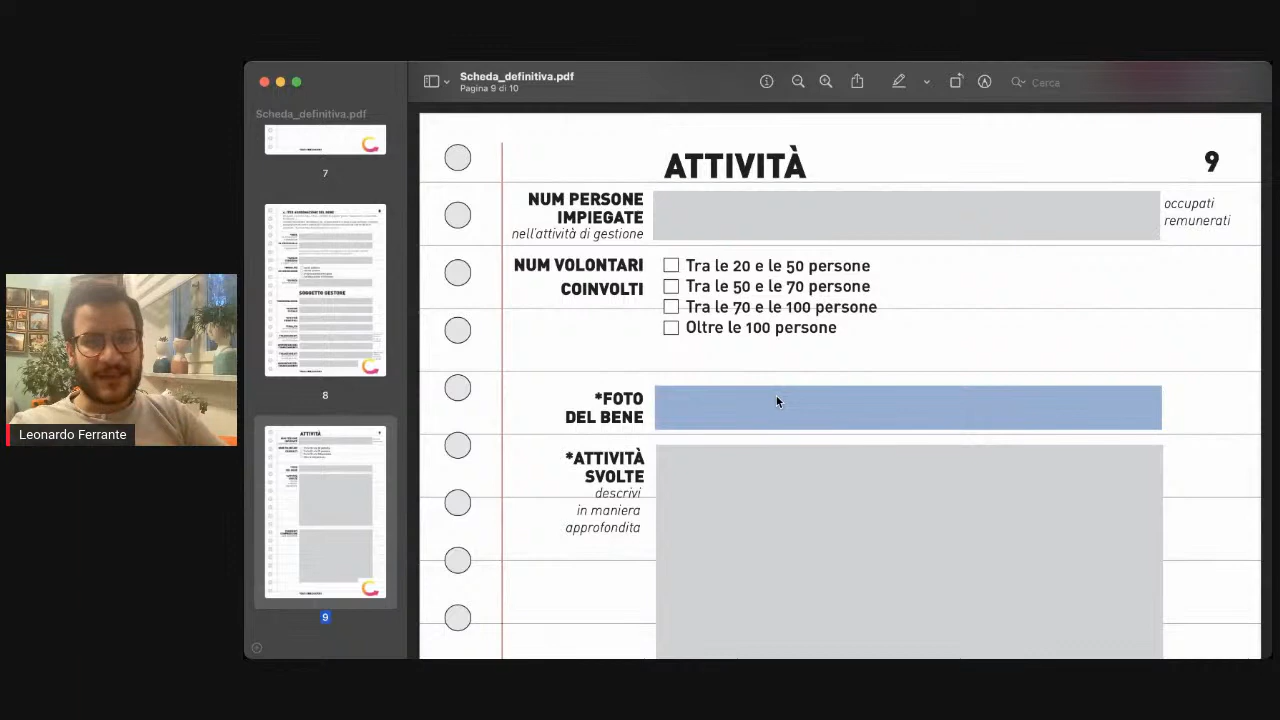 Scheda_definitiva.pdf
Pagina 9 di 10
Cerca
Scheda_definitiva.pdf
7
8
9
ATTIVITÀ
9
NUM PERSONE
IMPIEGATE
nell'attività di gestione
occupati
remunerati
NUM VOLONTARI
COINVOLTI
Tra le 20 e le 50 persone
Tra le 50 e le 70 persone
Tra le 70 e le 100 persone
Oltre le 100 persone
*FOTO
DEL BENE
*ATTIVITÀ
SVOLTE
descrivi
in maniera
approfondita
Leonardo Ferrante